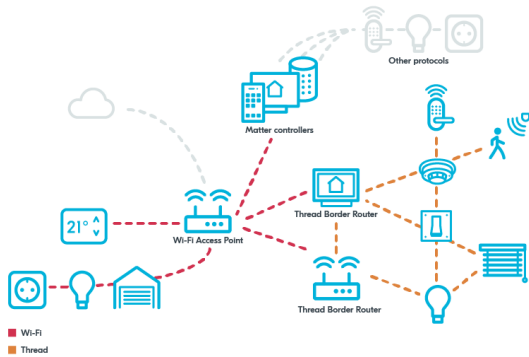 Other protocols
Matter controllers
Thread Border Router
21°
Wi-Fi Access Point
Thread Border Router
Wi-Fi
Thread